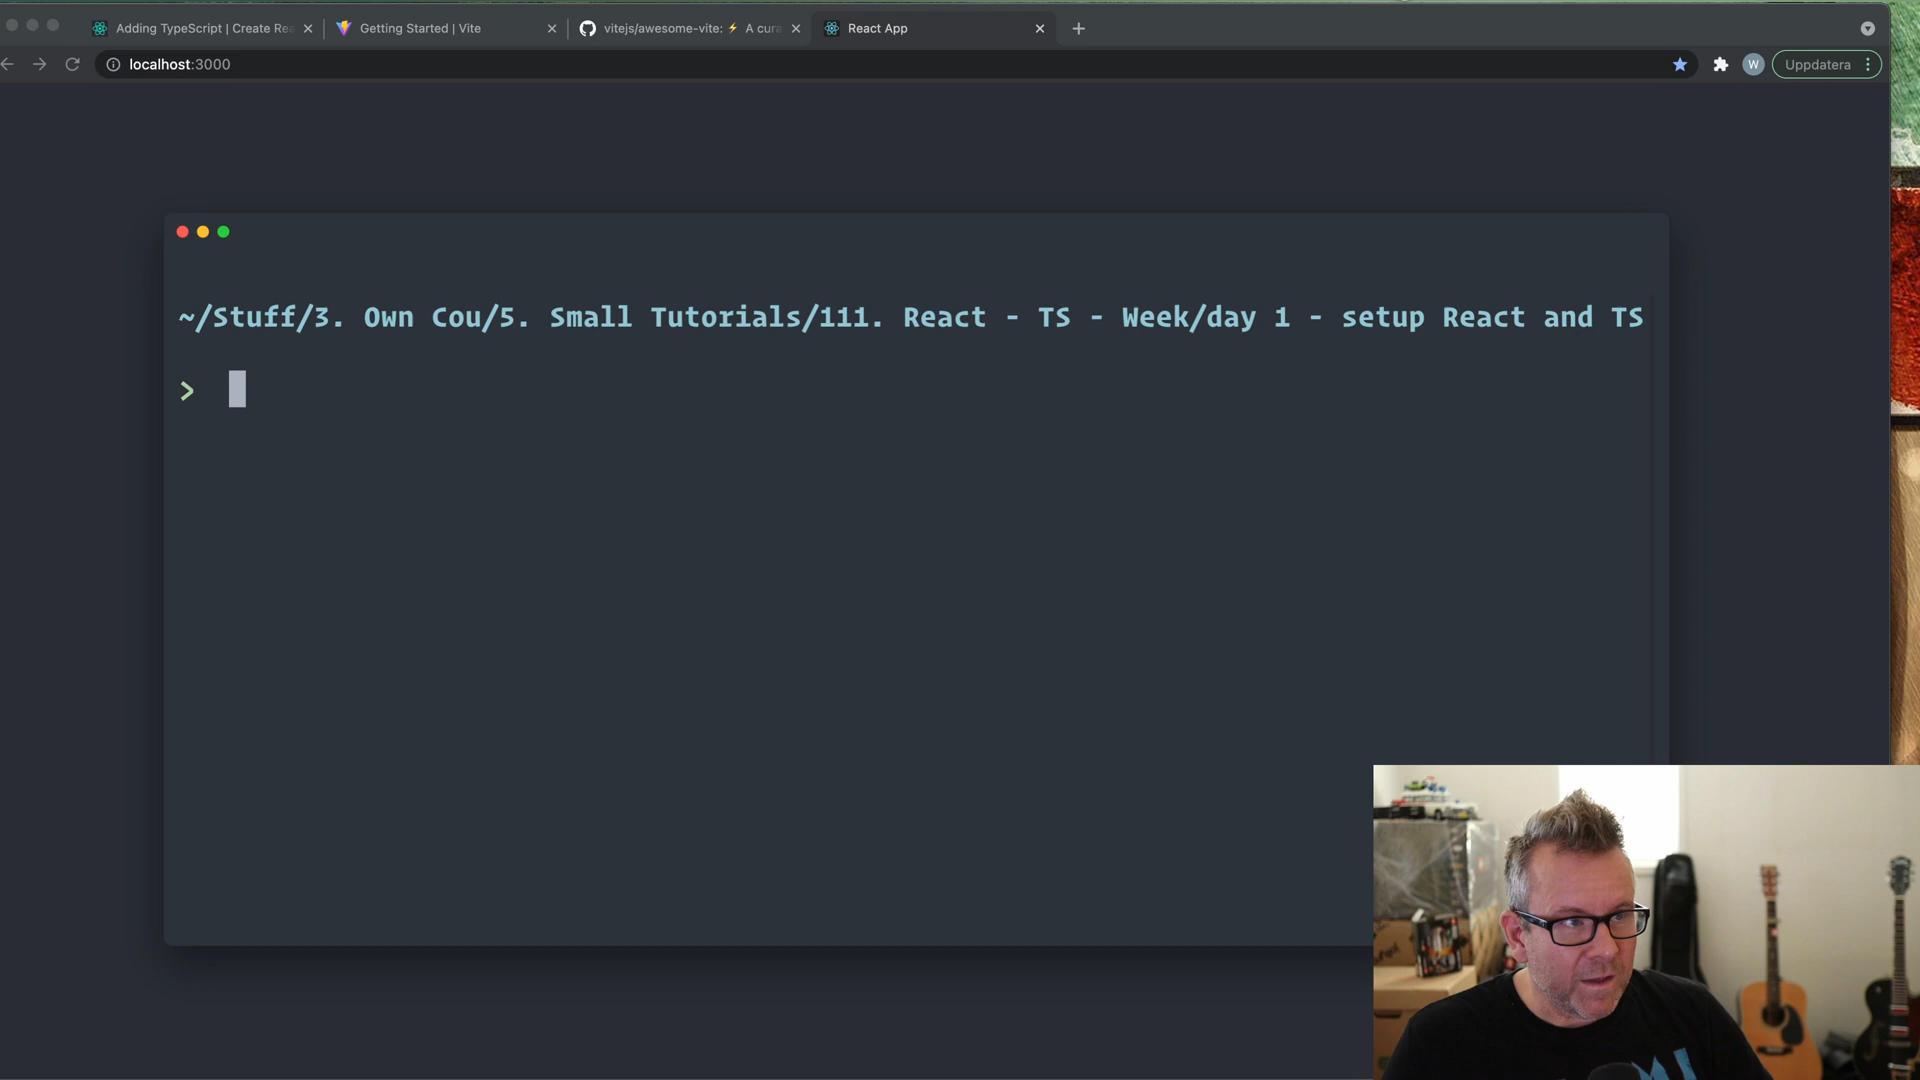 Adding TypeScript | Create Rea
Getting Started | Vite
vitejs/awesome-vite: ⚡ A cura
React App
localhost:3000
W
Uppdatera
~/Stuff/3. Own Cou/5. Small Tutorials/111. React - TS - Week/day 1 - setup React and TS
>